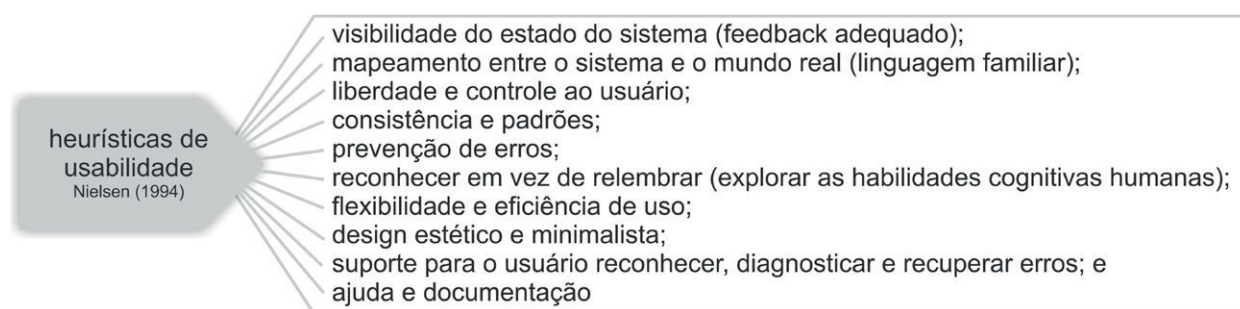 heurísticas de
usabilidade
Nielsen (1994)
visibilidade do estado do sistema (feedback adequado);
mapeamento entre o sistema e o mundo real (linguagem familiar);
liberdade e controle ao usuário;
consistência e padrões;
prevenção de erros;
reconhecer em vez de relembrar (explorar as habilidades cognitivas humanas);
flexibilidade e eficiência de uso;
design estético e minimalista;
suporte para o usuário reconhecer, diagnosticar e recuperar erros; e
ajuda e documentação